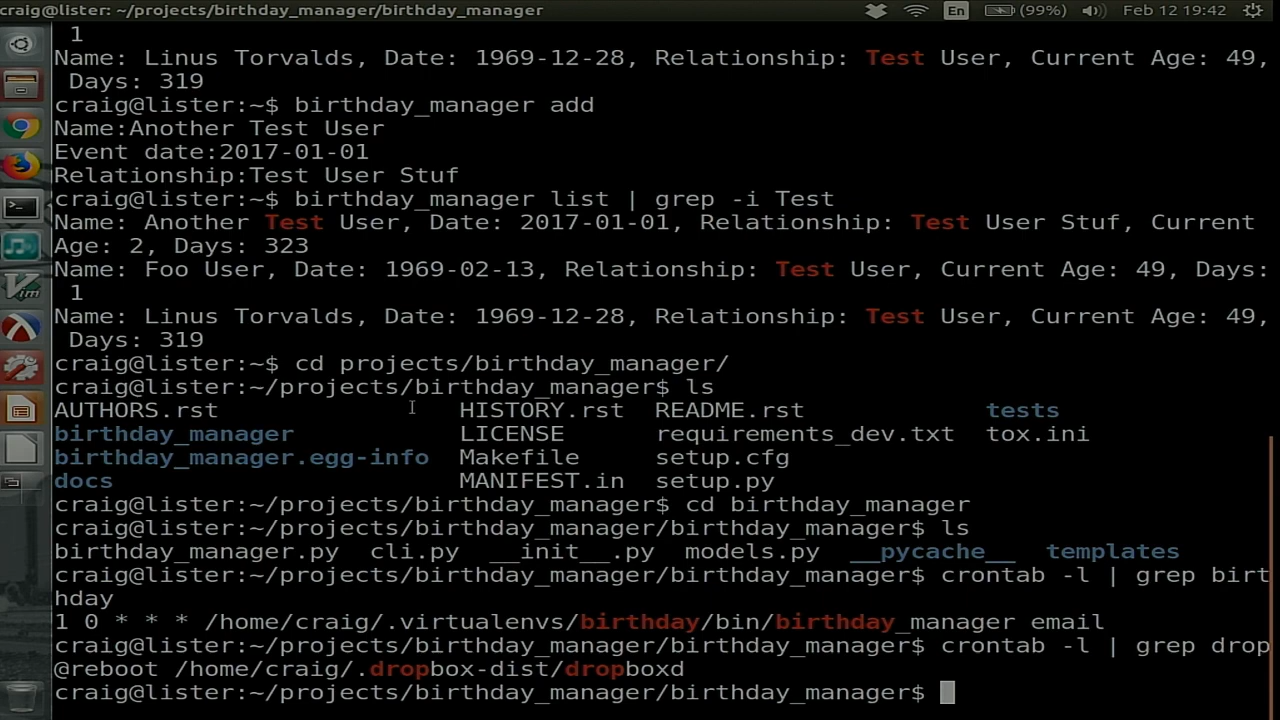 craig@lister: ~/projects/birthday_manager/birthday_manager En (99%) Feb 12 19:42
1
Name: Linus Torvalds, Date: 1969-12-28, Relationship: Test User, Current Age: 49,
Days: 319
craig@lister:~$ birthday_manager add
Name:Another Test User
Event date:2017-01-01
Relationship:Test User Stuff
craig@lister:~$ birthday_manager list | grep -i Test
Name: Another Test User, Date: 2017-01-01, Relationship: Test User Stuff, Current
Age: 2, Days: 323
Name: Foo User, Date: 1969-02-13, Relationship: Test User, Current Age: 49, Days:
1
Name: Linus Torvalds, Date: 1969-12-28, Relationship: Test User, Current Age: 49,
Days: 319
craig@lister:~$ cd projects/birthday_manager/
craig@lister:~/projects/birthday_manager$ ls
AUTHORS.rst HISTORY.rst README.rst tests
birthday_manager LICENSE requirements_dev.txt tox.ini
birthday_manager.egg-info Makefile setup.cfg
docs MANIFEST.in setup.py
craig@lister:~/projects/birthday_manager$ cd birthday_manager
craig@lister:~/projects/birthday_manager/birthday_manager$ ls
birthday_manager.py cli.py __init__.py models.py __pycache__ templates
craig@lister:~/projects/birthday_manager/birthday_manager$ crontab -l | grep birt
hday
1 0 * * * /home/craig/.virtualenvs/birthday/bin/birthday_manager email
craig@lister:~/projects/birthday_manager/birthday_manager$ crontab -l | grep drop
@reboot /home/craig/.dropbox-dist/dropboxd
craig@lister:~/projects/birthday_manager/birthday_manager$